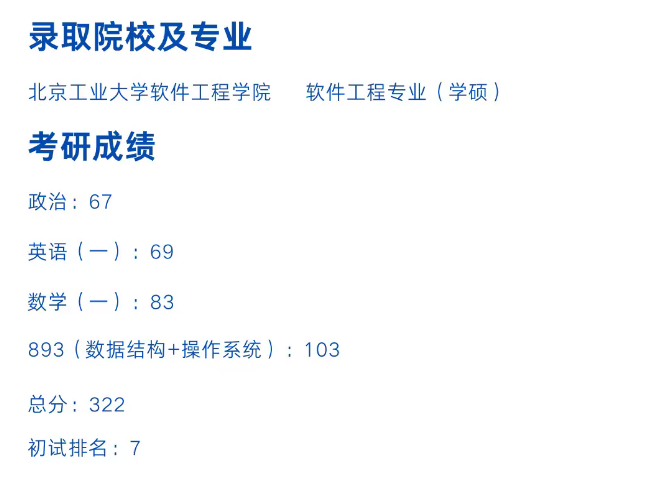 录取院校及专业
北京工业大学软件工程学院 软件工程专业（学硕）
考研成绩
政治：67
英语（一）：69
数学（一）：83
893（数据结构+操作系统）：103
总分：322
初试排名：7